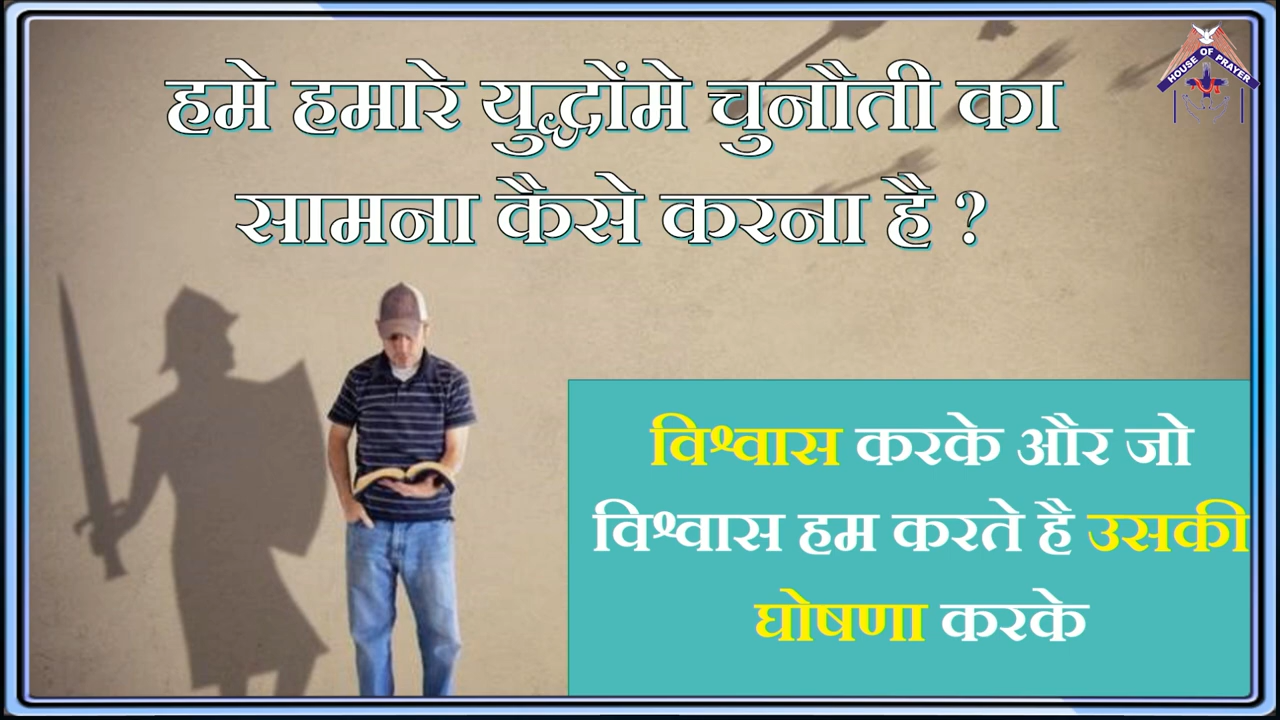 HOUSE OF PRAYER
हमे हमारे युद्धोंमे चुनौती का
सामना कैसे करना है ?
विश्वास करके और जो
विश्वास हम करते है उसकी
घोषणा करके